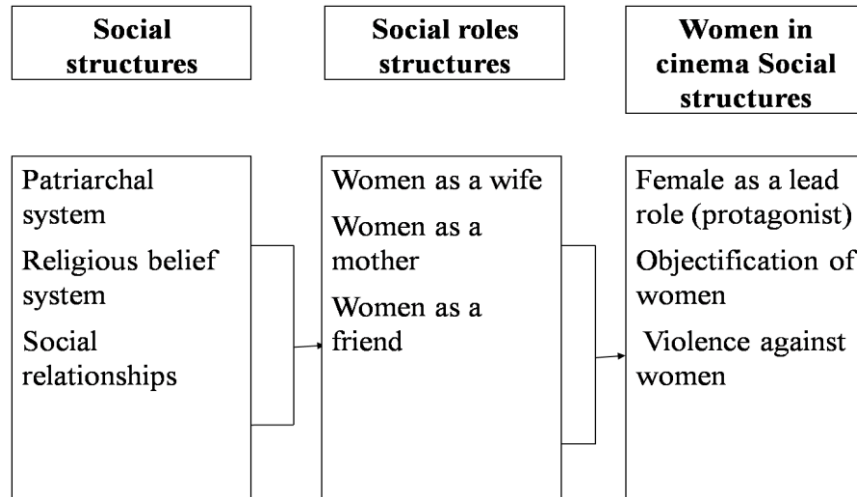 Social
structures
Social roles
structures
Women in
cinema Social
structures
Patriarchal
system
Religious belief
system
Social
relationships
Women as a wife
Women as a
mother
Women as a
friend
Female as a lead
role (protagonist)
Objectification of
women
Violence against
women